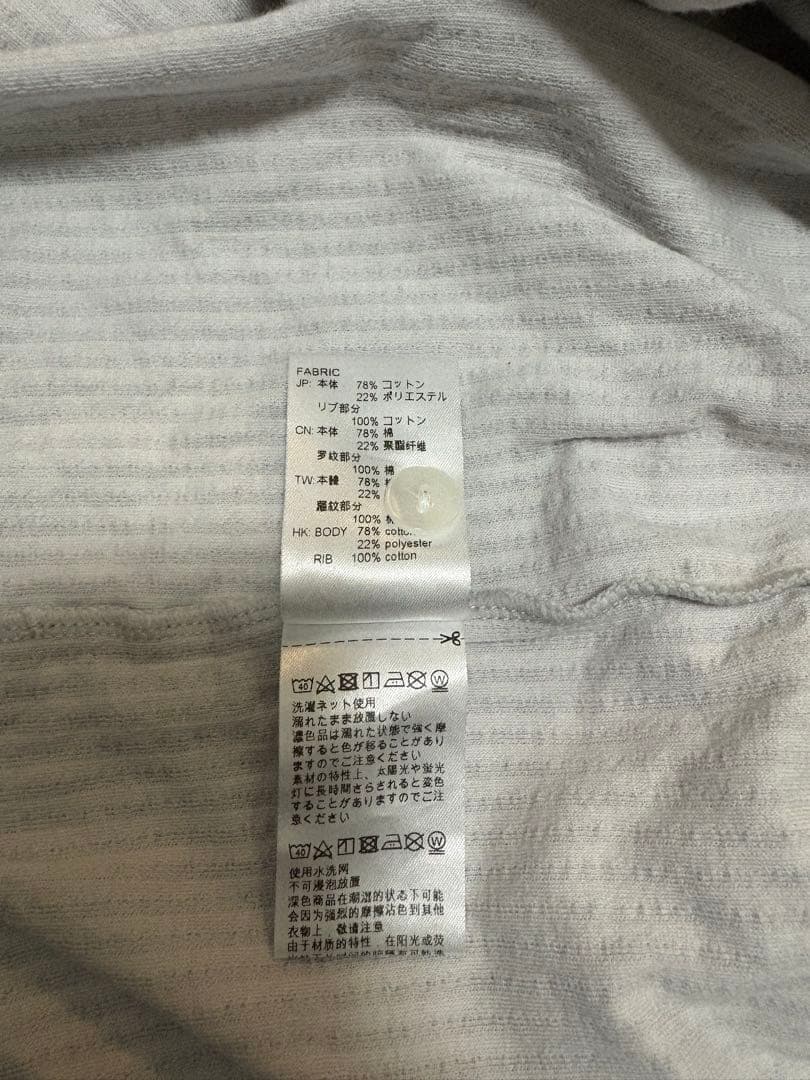 FABRIC
JP: 本体 78% コットン
22% ポリエステル
リブ部分
100% コットン
CN: 本体 78% 棉
22% 聚酯纤维
罗纹部分
100% 棉
TW: 本體 78%
22%
羅紋部分
100%
HK: BODY 78%
22% polyester
RIB 100% cotton
40 W
洗濯ネット使用
濡れたまま放置しない
濃色品は濡れた状態で強く摩
擦すると色が移ることがあり
ますのでご注意ください
素材の特性上、太陽光や蛍光
灯に長時間さらされると変色
することがありますのでご注
意ください
40 W
使用水洗网
不可浸泡放置
深色商品在潮湿的状态下可能
会因为强烈的摩擦沾色到其他
衣物上，敬请注意
由于材质的特性，在阳光或荧